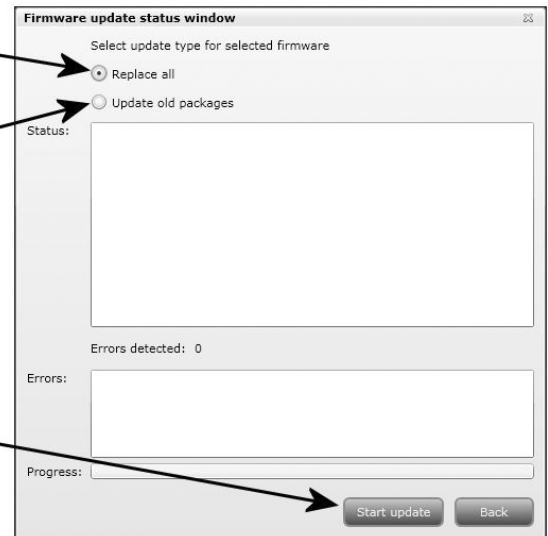 Firmware update status window
Select update type for selected firmware
Replace all
Update old packages
Status:
Errors detected: 0
Errors:
Progress:
Start update
Back